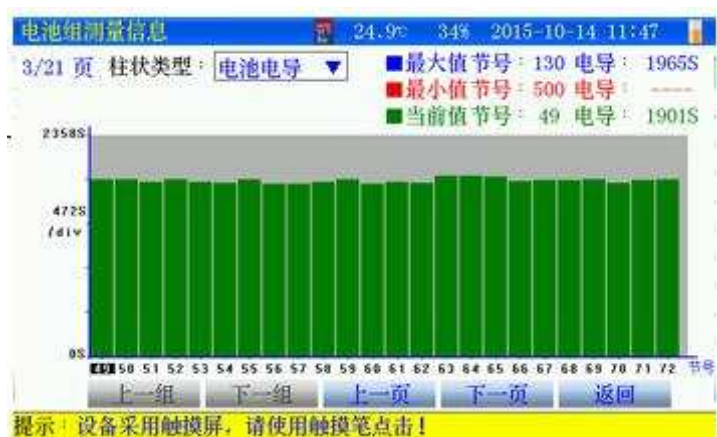 电池组测量信息 24.9℃ 34% 2015-10-14 11:47
3/21 页 柱状类型： 电池电导 ▼ ■最大值 节号： 130 电导： 1965S
■最小值 节号： 500 电导： ----
■当前值 节号： 49 电导： 1901S
2358S
472S
/div
0S
49 50 51 52 53 54 55 56 57 58 59 60 61 62 63 64 65 66 67 68 69 70 71 72 节号
上一组 下一组 上一页 下一页 返回
提示：设备采用触摸屏，请使用触摸笔点击！